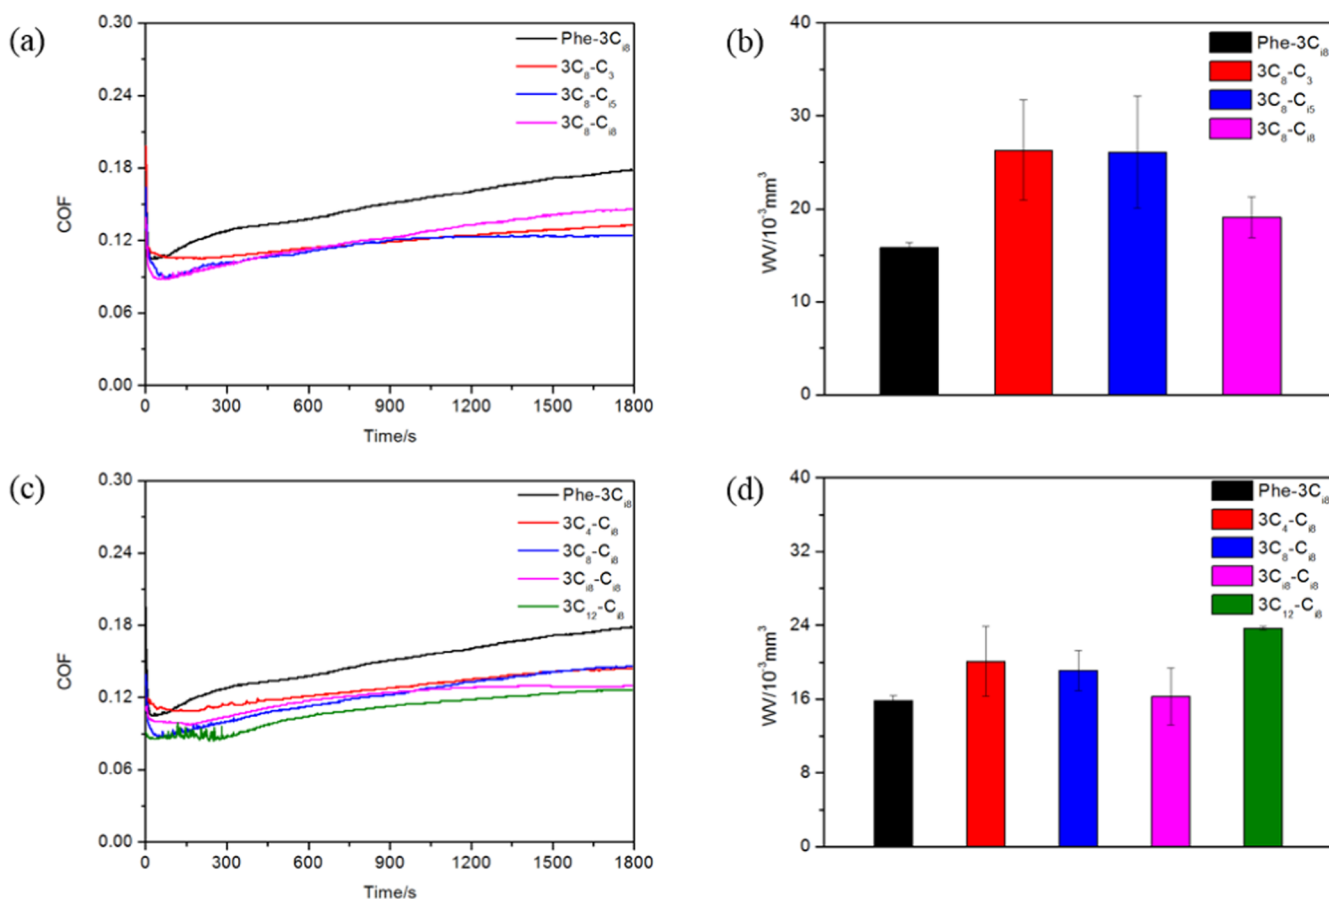 (a)
0.30
0.24
0.18
0.12
0.06
0.00
COF
0 300 600 900 1200 1500 1800
Time/s
Phe-3Ci8
3C8-C3
3C8-Ci5
3C8-Ci8
(b)
40
30
20
10
0
WV/10-3mm3
Phe-3Ci8
3C8-C3
3C8-Ci5
3C8-Ci8
(c)
0.30
0.24
0.18
0.12
0.06
0.00
COF
0 300 600 900 1200 1500 1800
Time/s
Phe-3Ci8
3C4-Ci8
3C8-Ci8
3Ci8-Ci8
3C12-Ci8
(d)
40
32
24
16
8
0
WV/10-3mm3
Phe-3Ci8
3C4-Ci8
3C8-Ci8
3Ci8-Ci8
3C12-Ci8